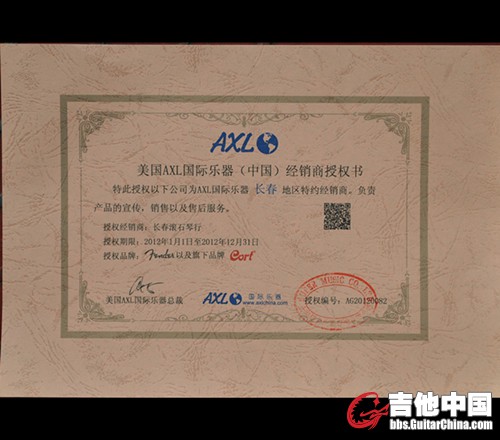 AXL
美国AXL国际乐器（中国）经销商授权书
特此授权以下公司为AXL国际乐器 长春 地区特约经销商。负责
产品的宣传，销售以及售后服务。
授权经销商：长春滚石琴行
授权期限：2012年1月1日至2012年12月31日
授权品牌：Fender以及旗下品牌 Cort
美国AXL国际乐器总裁
AXL 国际乐器
www.axlchina.com
授权编号：AG20120082
MUSIC CO.
吉他中国
bbs.GuitarChina.com